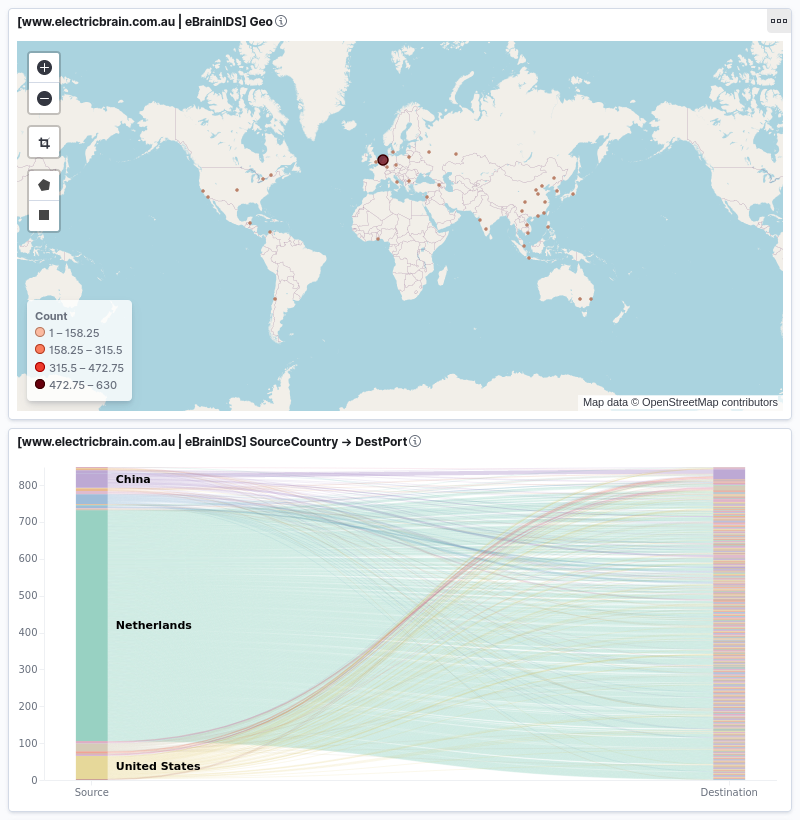 [www.electricbrain.com.au | eBrainIDS] Geo
Count
1 – 158.25
158.25 – 315.5
315.5 – 472.75
472.75 – 630
Map data © OpenStreetMap contributors
[www.electricbrain.com.au | eBrainIDS] SourceCountry → DestPort
800
700
600
500
400
300
200
100
0
China
Netherlands
United States
Source
Destination